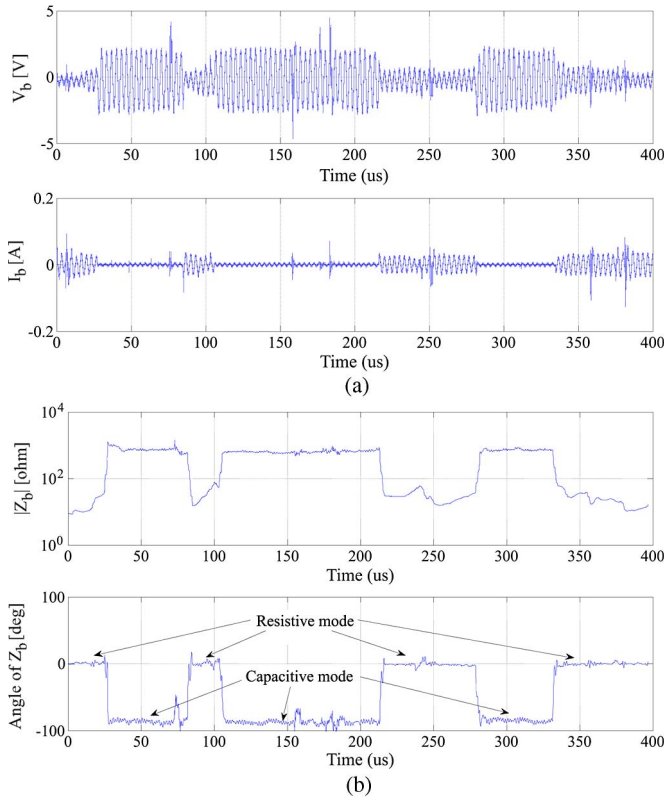 5
0
-5
V_b [V]
0 50 100 150 200 250 300 350 400
Time (us)
0.2
0
-0.2
I_b [A]
0 50 100 150 200 250 300 350 400
Time (us)
(a)
10^4
10^2
10^0
|Z_b| [ohm]
0 50 100 150 200 250 300 350 400
Time (us)
100
0
-100
Angle of Z_b [deg]
Resistive mode
Capacitive mode
0 50 100 150 200 250 300 350 400
Time (us)
(b)